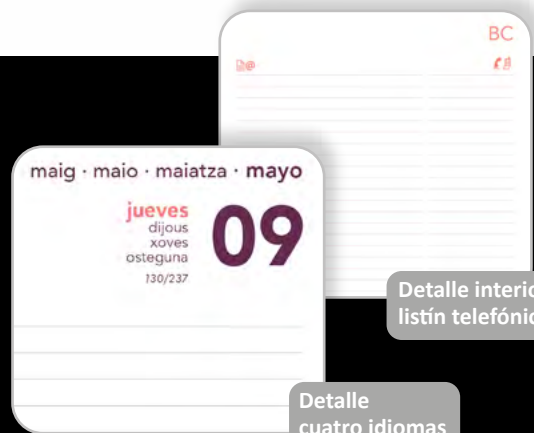 BC
@
maig · maio · maiatza · mayo
jueves
dijous
xoves
osteguna
130/237
09
Detalle interio
listín telefónic
Detalle
cuatro idiomas